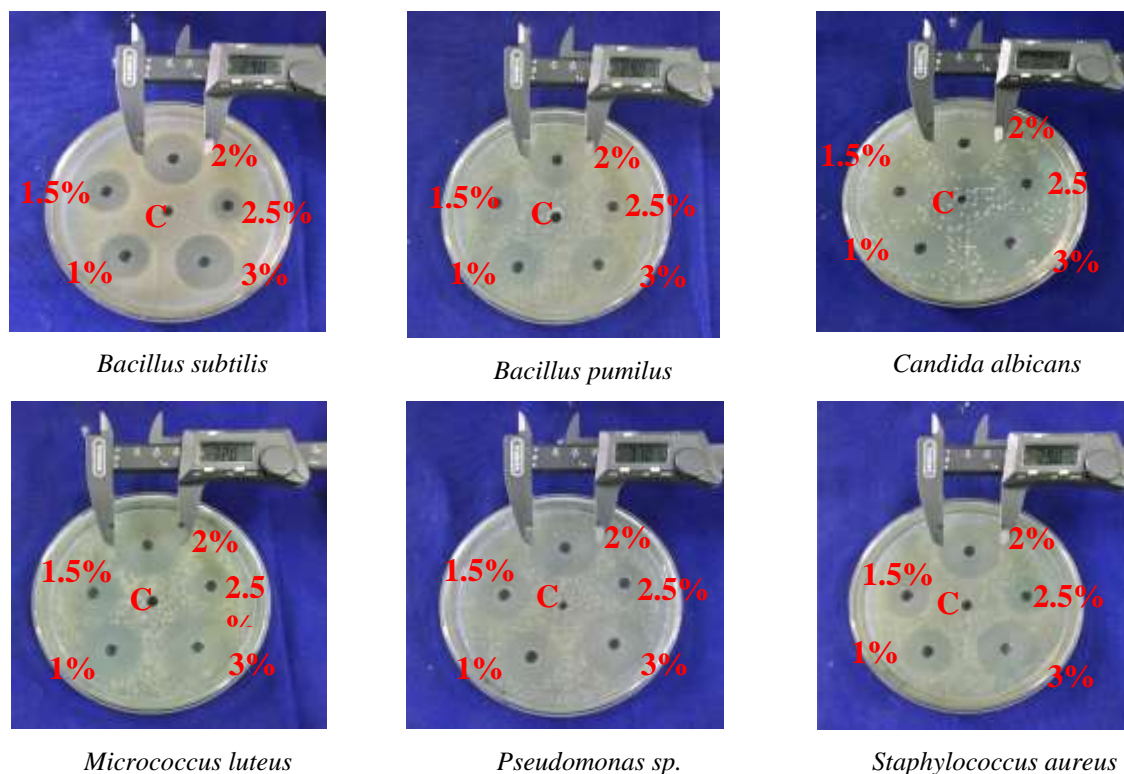 2%
1.5%
C
2.5%
1%
3%
Bacillus subtilis
2%
1.5%
C
2.5%
1%
3%
Bacillus pumilus
2%
1.5%
C
2.5
1%
3%
Candida albicans
2%
1.5%
C
2.5
%
1%
3%
Micrococcus luteus
2%
1.5%
C
2.5%
1%
3%
Pseudomonas sp.
2%
1.5%
C
2.5%
1%
3%
Staphylococcus aureus